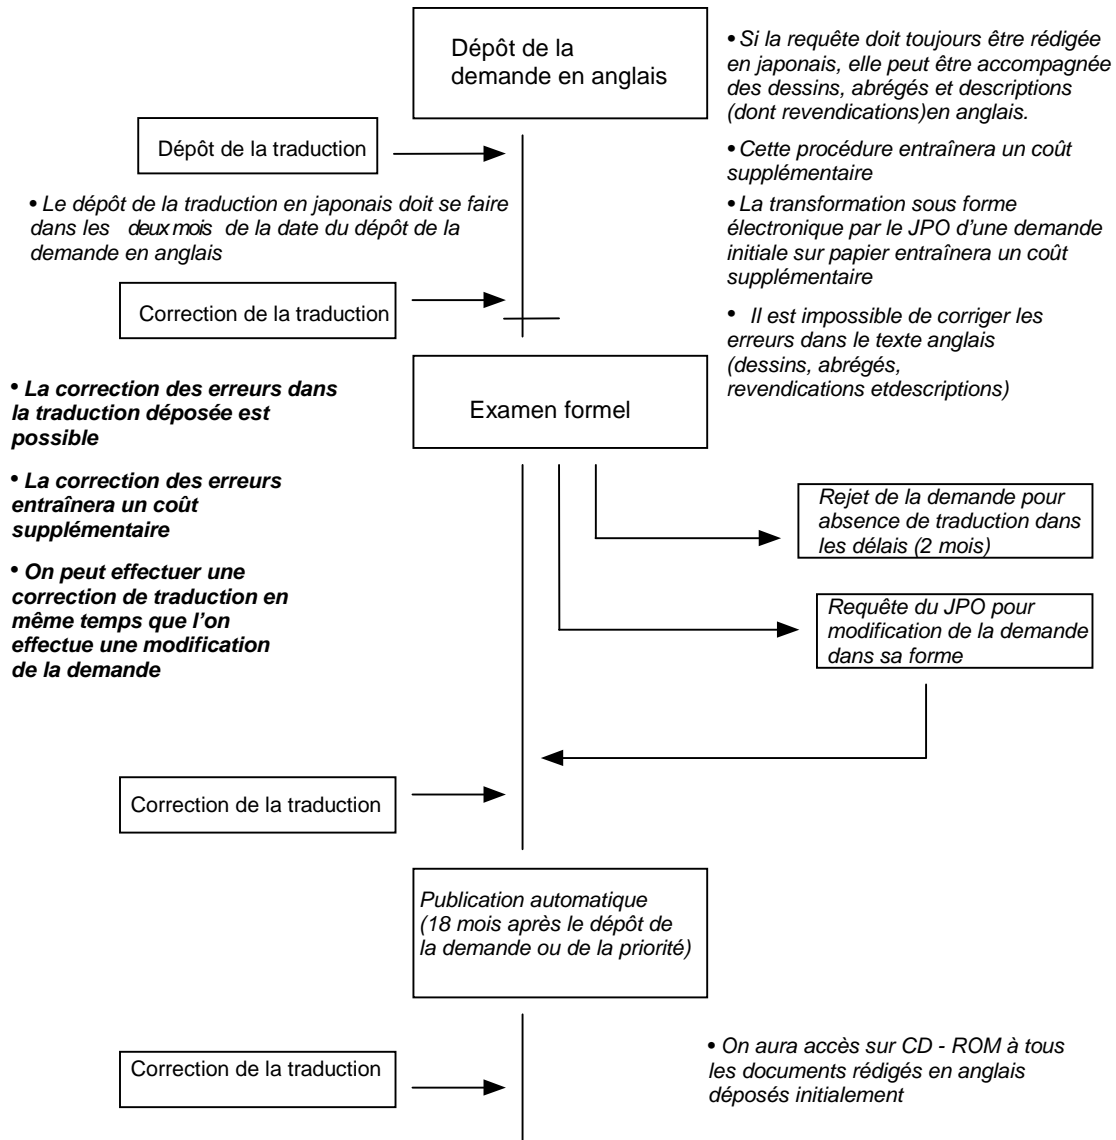 Dépôt de la
demande en anglais
• Si la requête doit toujours être rédigée
en japonais, elle peut être accompagnée
des dessins, abrégés et descriptions
(dont revendications)en anglais.
Dépôt de la traduction
• Cette procédure entraînera un coût
supplémentaire
• Le dépôt de la traduction en japonais doit se faire
dans les deux mois de la date du dépôt de la
demande en anglais
• La transformation sous forme
électronique par le JPO d'une demande
initiale sur papier entraînera un coût
supplémentaire
Correction de la traduction
• Il est impossible de corriger les
erreurs dans le texte anglais
(dessins, abrégés,
revendications etdescriptions)
• La correction des erreurs dans
la traduction déposée est
possible
Examen formel
• La correction des erreurs
entraînera un coût
supplémentaire
Rejet de la demande pour
absence de traduction dans
les délais (2 mois)
• On peut effectuer une
correction de traduction en
même temps que l'on
effectue une modification
de la demande
Requête du JPO pour
modification de la demande
dans sa forme
Correction de la traduction
Publication automatique
(18 mois après le dépôt de
la demande ou de la priorité)
Correction de la traduction
• On aura accès sur CD - ROM à tous
les documents rédigés en anglais
déposés initialement